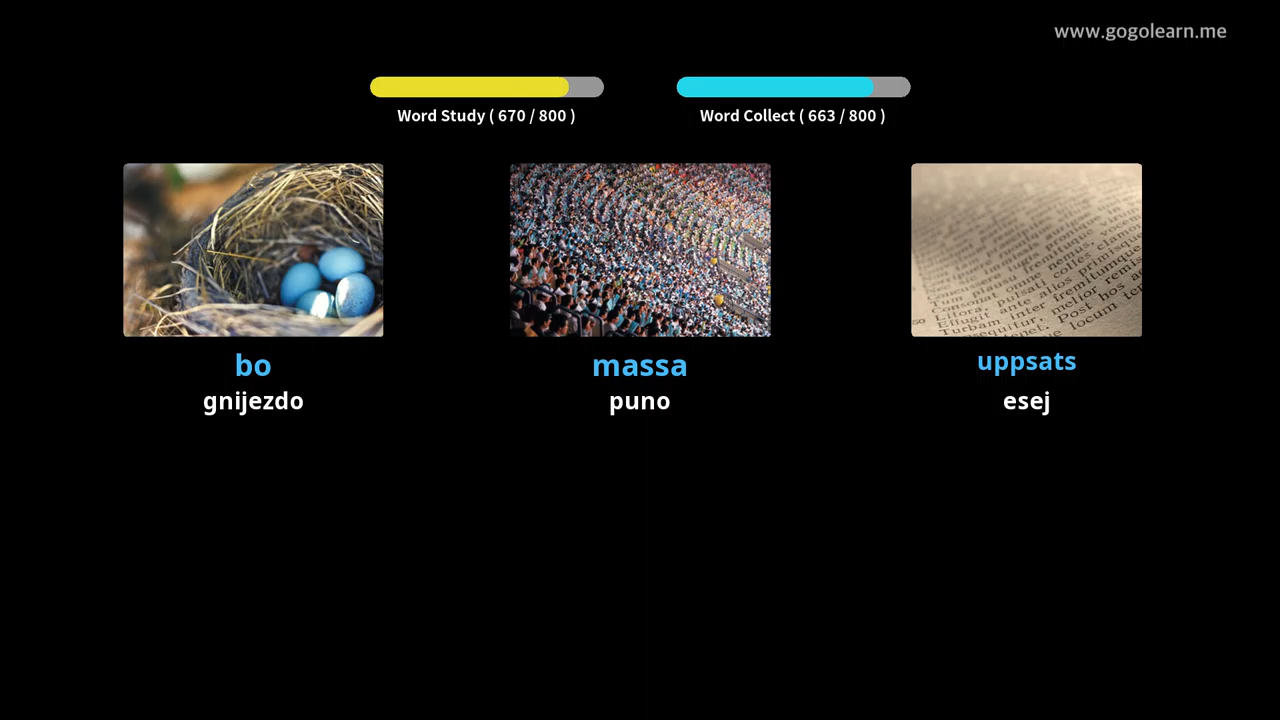 www.gogolearn.me
Word Study ( 670 / 800 )
Word Collect ( 663 / 800 )
bo
gnijezdo
massa
puno
uppsats
esej